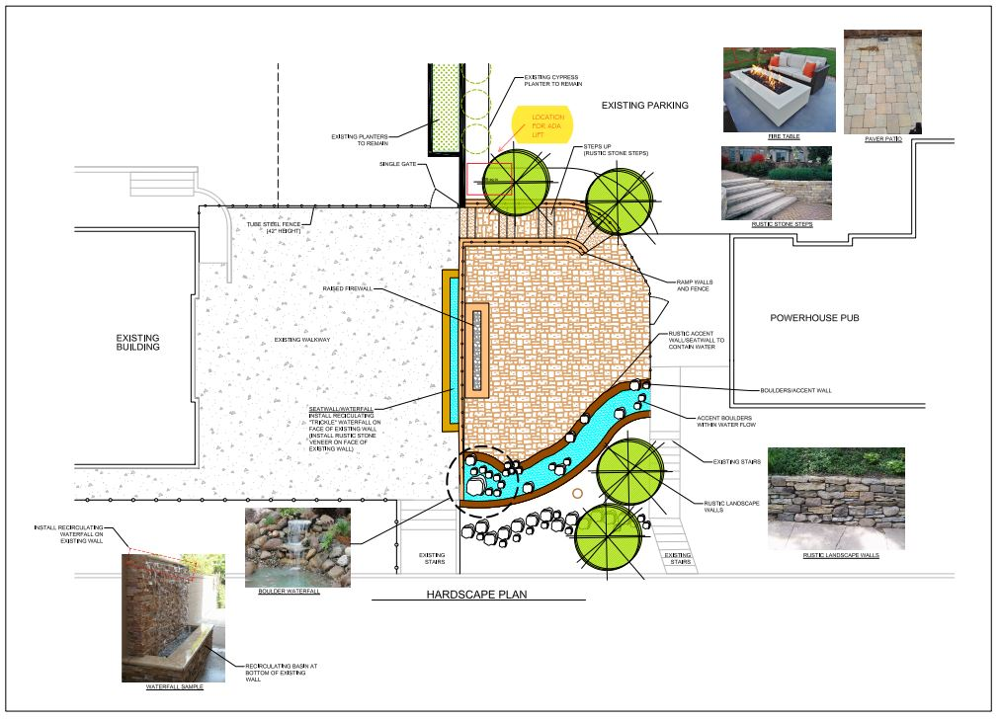 EXISTING CYPRESS
PLANTER TO REMAIN
EXISTING PARKING
LOCATION
FOR ADA
LIFT
FIRE TABLE
PAVER PATIO
EXISTING PLANTERS
TO REMAIN
STEPS UP
(RUSTIC STONE STEPS)
SINGLE GATE
RUSTIC STONE STEPS
TUBE STEEL FENCE
(42" HEIGHT)
RAISED FIREWALL
RAMP WALLS
AND FENCE
POWERHOUSE PUB
EXISTING
BUILDING
EXISTING WALKWAY
RUSTIC ACCENT
WALL/SEATWALL TO
CONTAIN WATER
BOULDERS/ACCENT WALL
SEATWALL/WATERFALL
INSTALL RECIRCULATING
"TRICKLE" WATERFALL ON
FACE OF EXISTING WALL
(INSTALL RUSTIC STONE
VENEER ON FACE OF
EXISTING WALL)
ACCENT BOULDERS
WITHIN WATER FLOW
EXISTING STAIRS
RUSTIC LANDSCAPE
WALLS
INSTALL RECIRCULATING
WATERFALL ON
EXISTING WALL
EXISTING
STAIRS
EXISTING
STAIRS
RUSTIC LANDSCAPE WALLS
BOULDER WATERFALL
HARDSCAPE PLAN
RECIRCULATING BASIN AT
BOTTOM OF EXISTING
WALL
WATERFALL SAMPLE